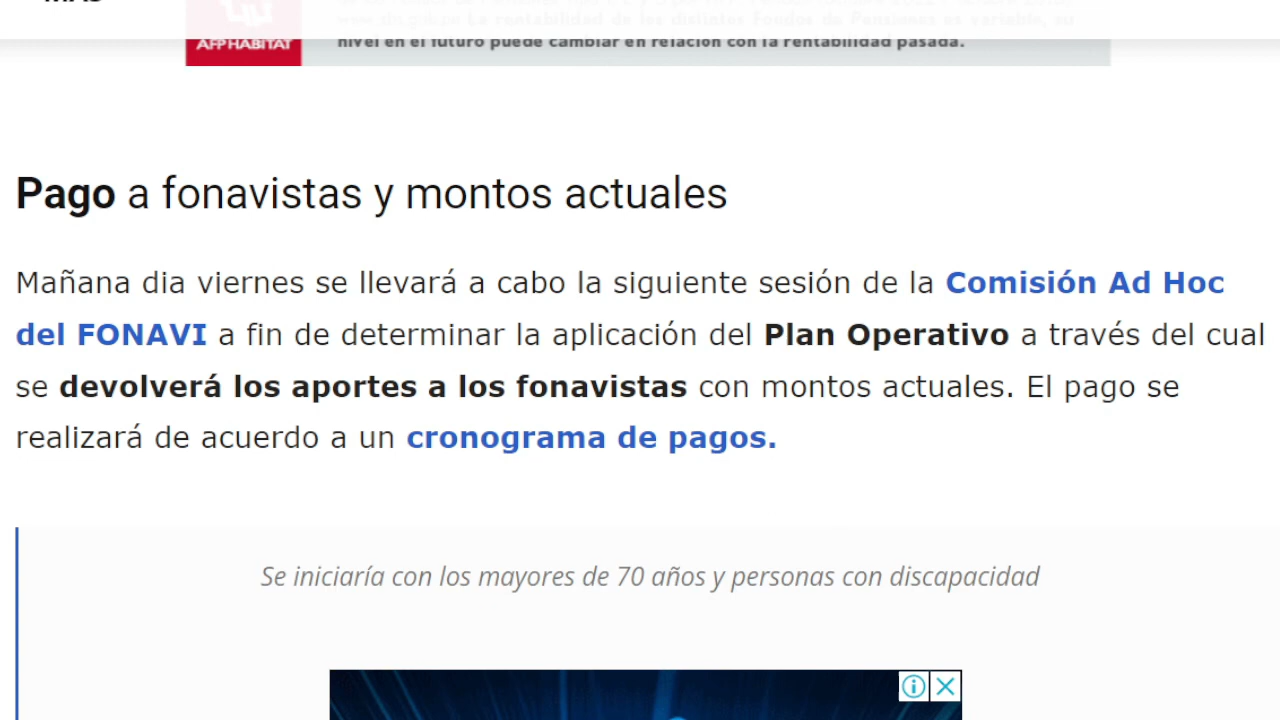 AFP HABITAT
nivel en el futuro puede cambiar en relación con la rentabilidad pasada.
Pago a fonavistas y montos actuales
Mañana dia viernes se llevará a cabo la siguiente sesión de la Comisión Ad Hoc
del FONAVI a fin de determinar la aplicación del Plan Operativo a través del cual
se devolverá los aportes a los fonavistas con montos actuales. El pago se
realizará de acuerdo a un cronograma de pagos.
Se iniciaría con los mayores de 70 años y personas con discapacidad